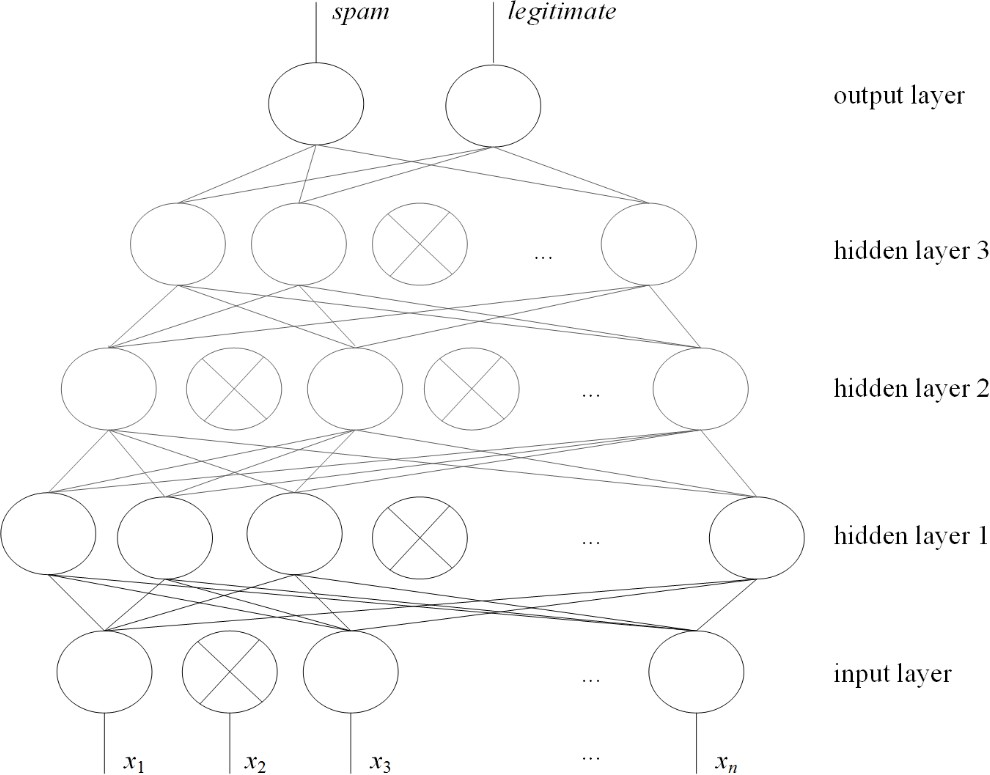 spam legitimate
output layer
hidden layer 3
...
hidden layer 2
...
hidden layer 1
...
input layer
...
x1 x2 x3 ... xn